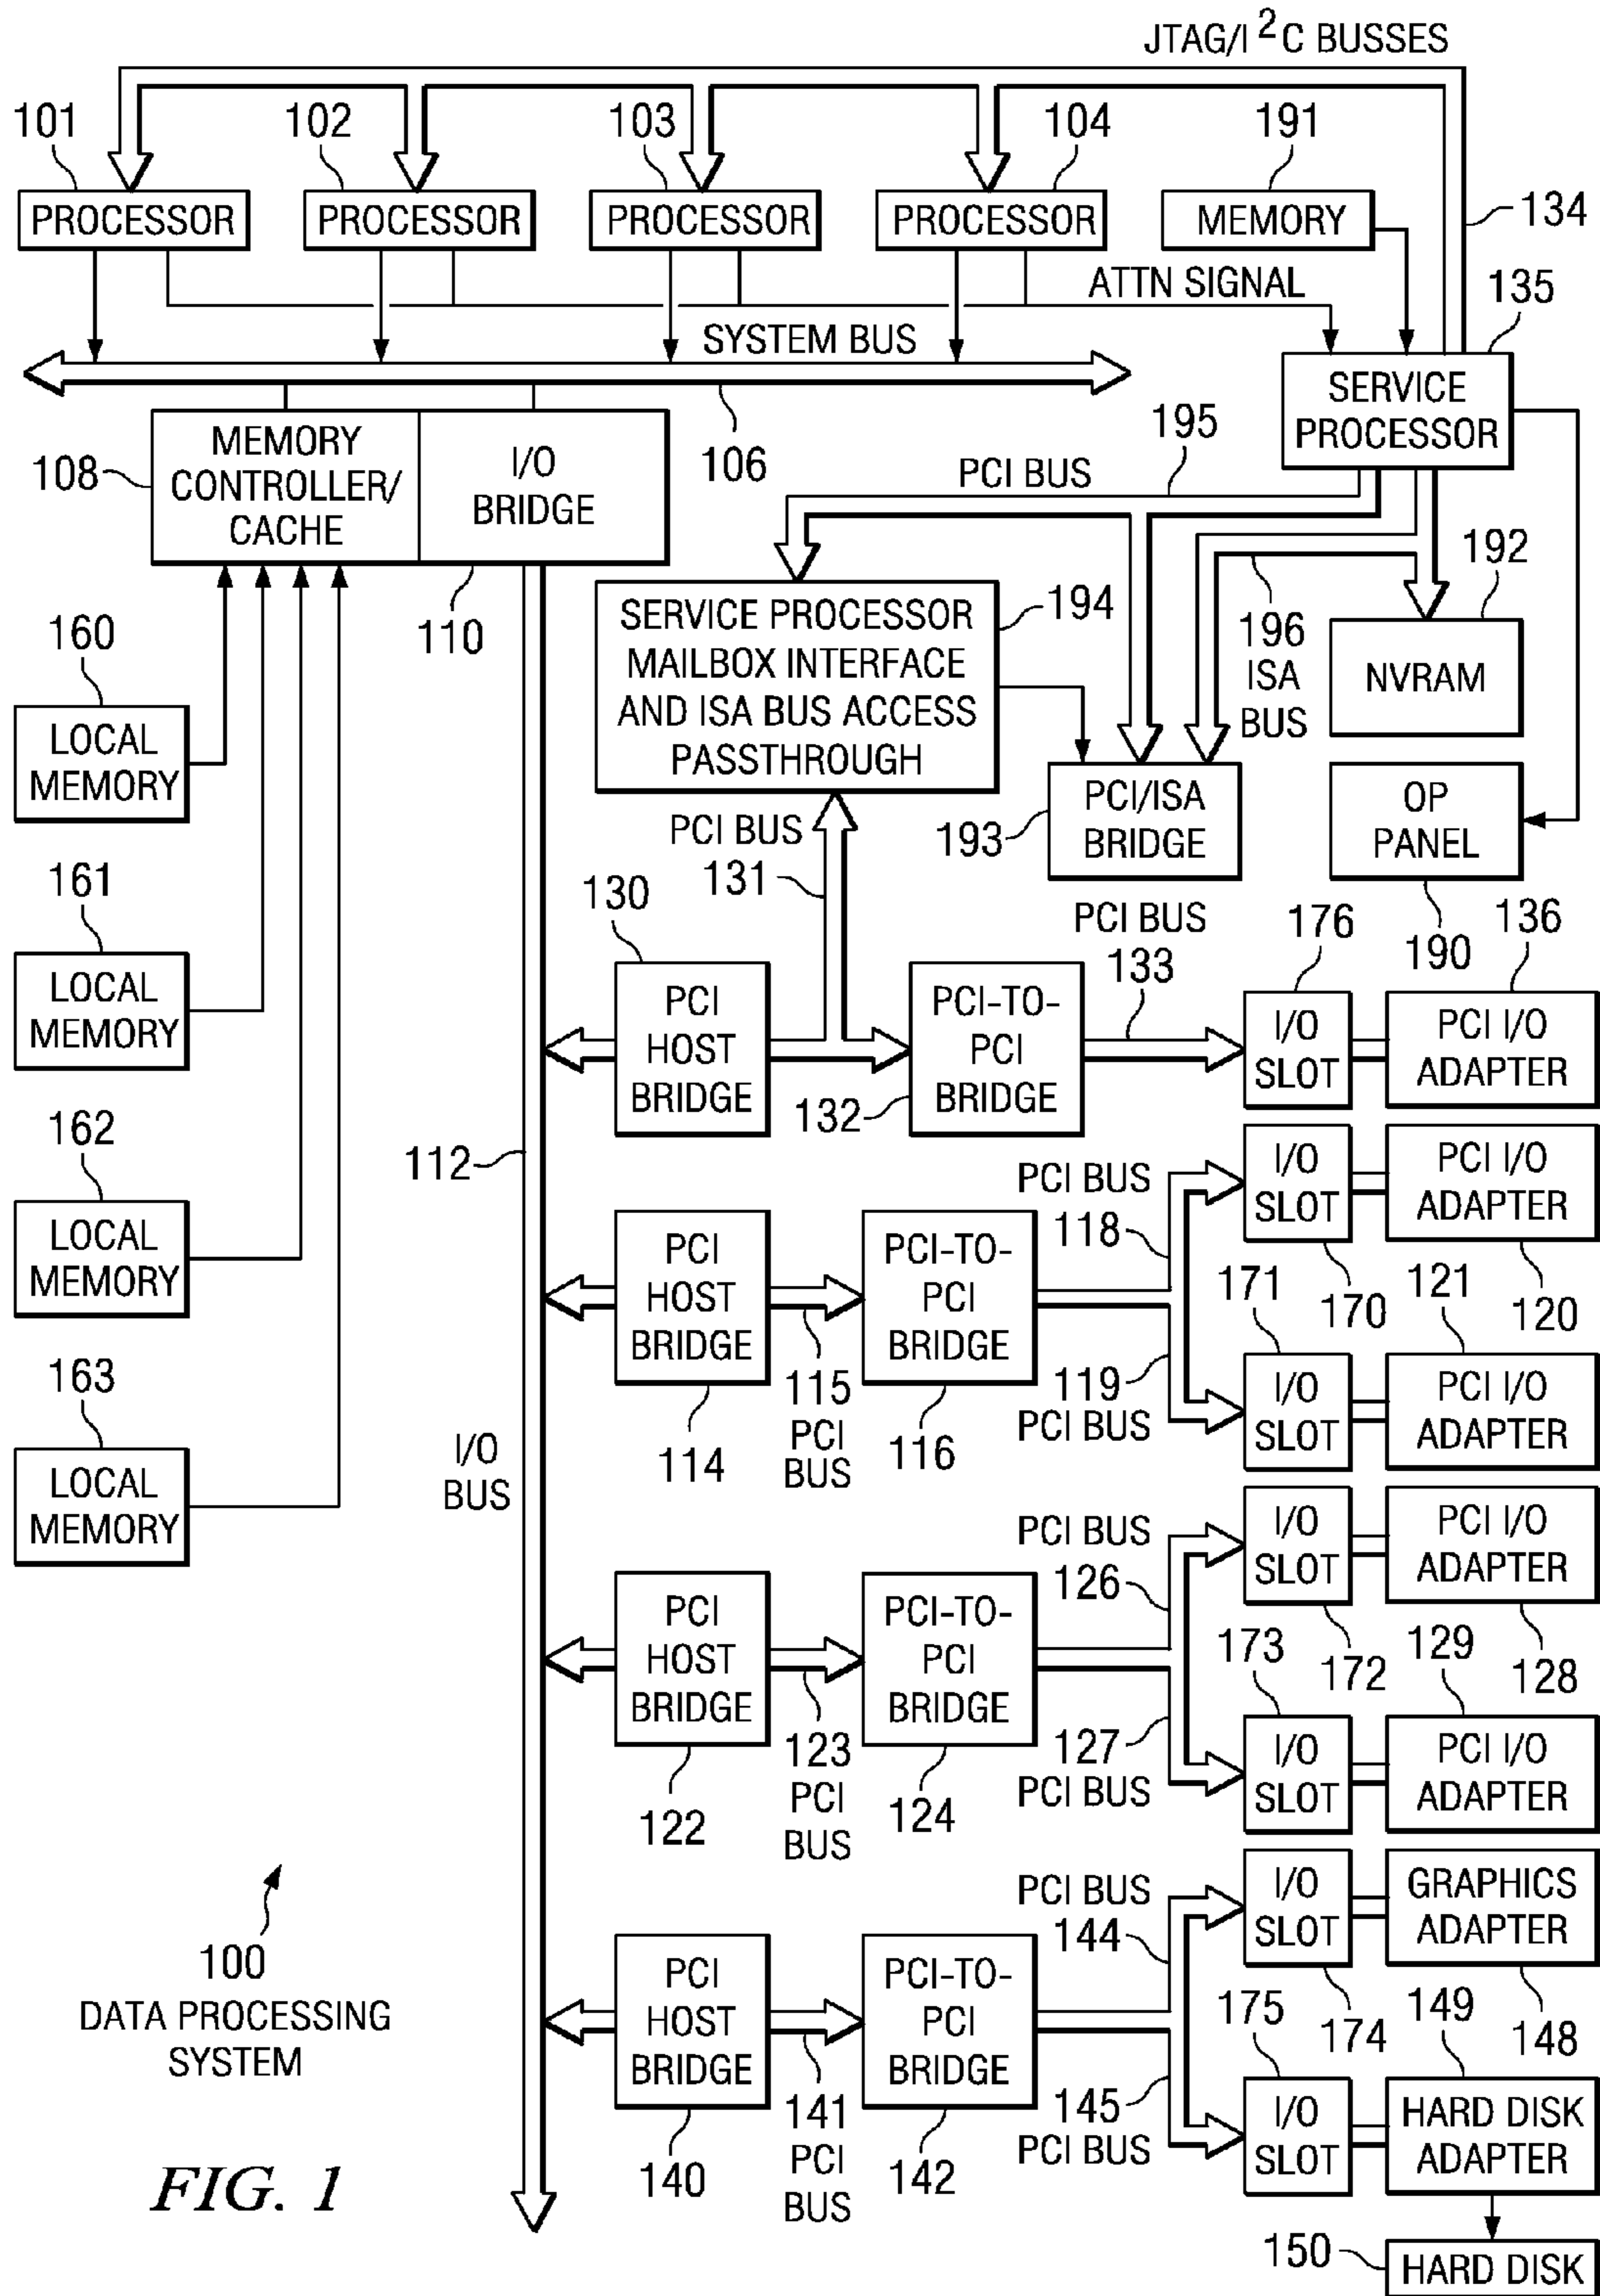 JTAG/I 2C BUSSES
101
102
103
104
191
PROCESSOR
PROCESSOR
PROCESSOR
PROCESSOR
MEMORY
134
ATTN SIGNAL
135
SYSTEM BUS
SERVICE
PROCESSOR
108
MEMORY
CONTROLLER/
CACHE
I/O
BRIDGE
106
195
PCI BUS
110
192
194
SERVICE PROCESSOR
MAILBOX INTERFACE
AND ISA BUS ACCESS
PASSTHROUGH
196
ISA
BUS
NVRAM
160
LOCAL
MEMORY
PCI BUS
131
193
PCI/ISA
BRIDGE
OP
PANEL
190
161
LOCAL
MEMORY
130
PCI
HOST
BRIDGE
132
PCI-TO-
PCI
BRIDGE
PCI BUS
133
176
136
I/O
SLOT
PCI I/O
ADAPTER
162
LOCAL
MEMORY
112
PCI BUS
118
I/O
SLOT
PCI I/O
ADAPTER
170
120
PCI
HOST
BRIDGE
PCI-TO-
PCI
BRIDGE
114
115
PCI
BUS
116
119
PCI BUS
171
121
I/O
SLOT
PCI I/O
ADAPTER
163
LOCAL
MEMORY
I/O
BUS
PCI BUS
126
I/O
SLOT
PCI I/O
ADAPTER
172
128
PCI
HOST
BRIDGE
PCI-TO-
PCI
BRIDGE
122
123
PCI
BUS
124
127
PCI BUS
173
129
I/O
SLOT
PCI I/O
ADAPTER
100
DATA PROCESSING
SYSTEM
PCI BUS
144
I/O
SLOT
GRAPHICS
ADAPTER
174
148
PCI
HOST
BRIDGE
PCI-TO-
PCI
BRIDGE
140
141
PCI
BUS
142
145
PCI BUS
175
149
I/O
SLOT
HARD DISK
ADAPTER
150
HARD DISK
FIG. 1